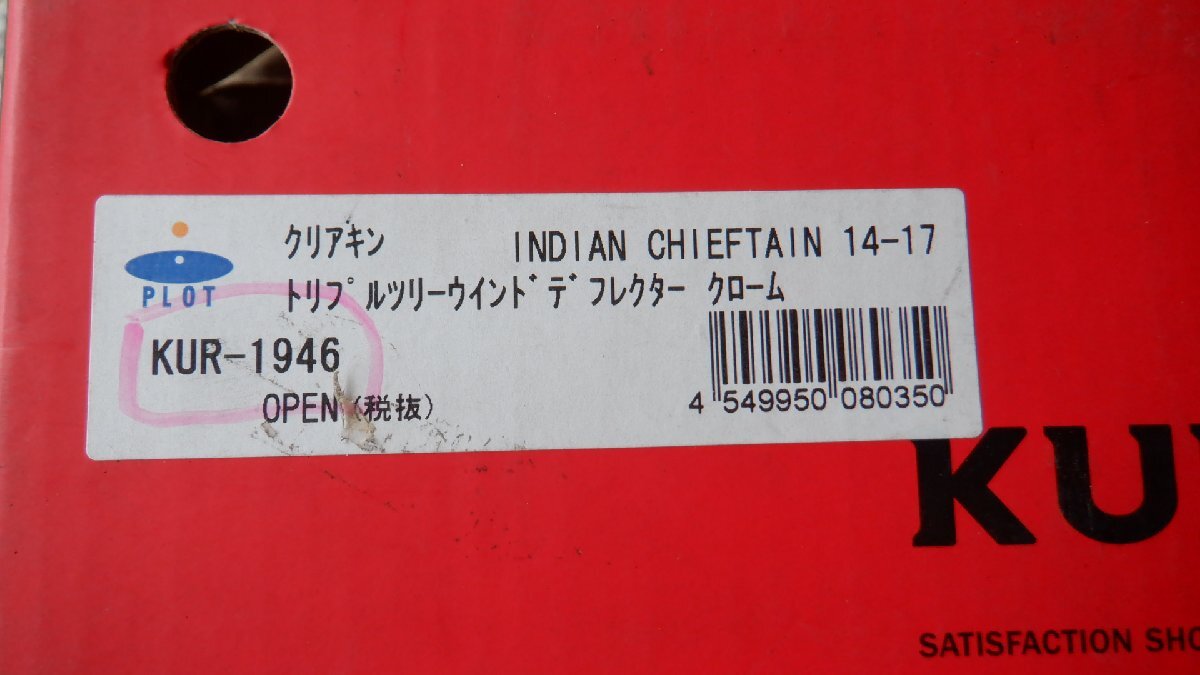 クリアキン INDIAN CHIEFTAIN 14-17
トリプルツリーウインドデフレクター クローム
PLOT
KUR-1946
OPEN(税抜)
4 549950 080350
SATISFACTION